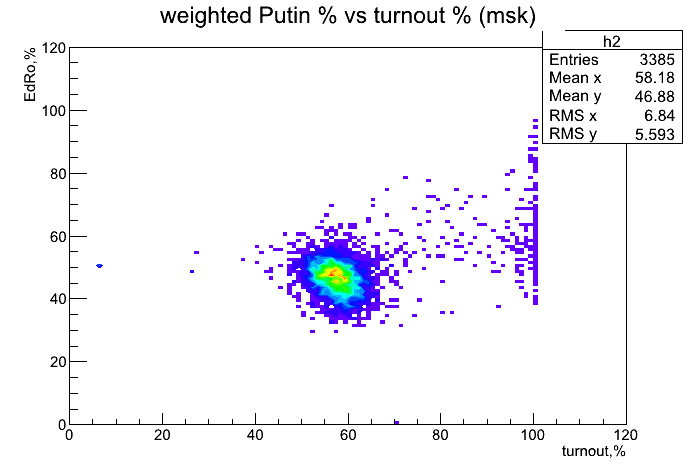 weighted Putin % vs turnout % (msk)
h2
Entries 3385
Mean x 58.18
Mean y 46.88
RMS x 6.84
RMS y 5.593
EdRo,%
120
100
80
60
40
20
0
0 20 40 60 80 100 120
turnout,%